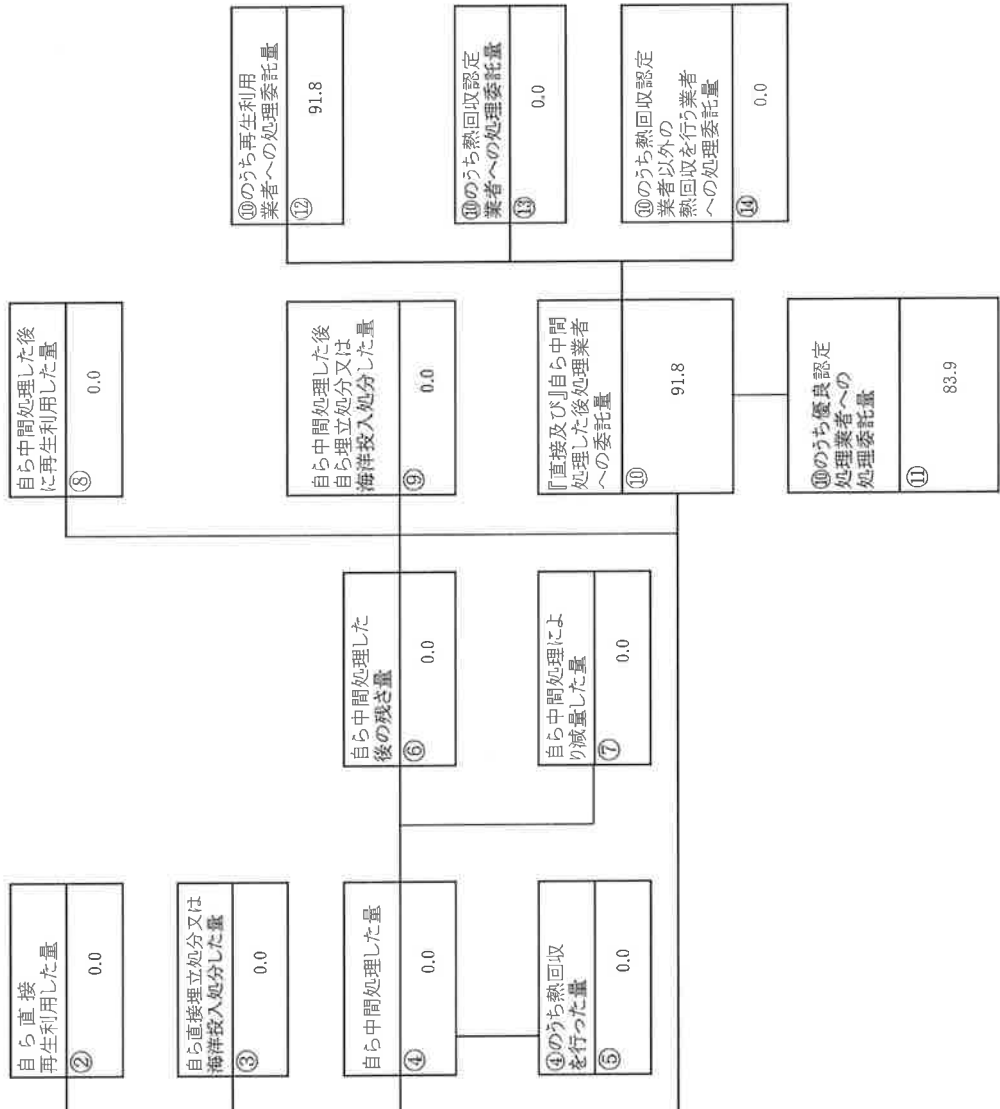 自ら直接
再生利用した量
②
0.0
自ら直接埋立処分又は
海洋投入処分した量
③
0.0
自ら中間処理した量
④
0.0
④のうち熱回収
を行った量
⑤
0.0
自ら中間処理した
後の残さ量
⑥
0.0
自ら中間処理によ
り減量した量
⑦
0.0
自ら中間処理した後
に再生利用した量
⑧
0.0
自ら中間処理した後
自ら埋立処分又は
海洋投入処分した量
⑨
0.0
『直接及び』自ら中間
処理した後処理業者
への委託量
⑩
91.8
⑩のうち優良認定
処理業者への
処理委託量
⑪
83.9
⑩のうち再生利用
業者への処理委託量
⑫
91.8
⑩のうち熱回収認定
業者への処理委託量
⑬
0.0
⑩のうち熱回収認定
業者以外の
熱回収を行う業者
への処理委託量
⑭
0.0